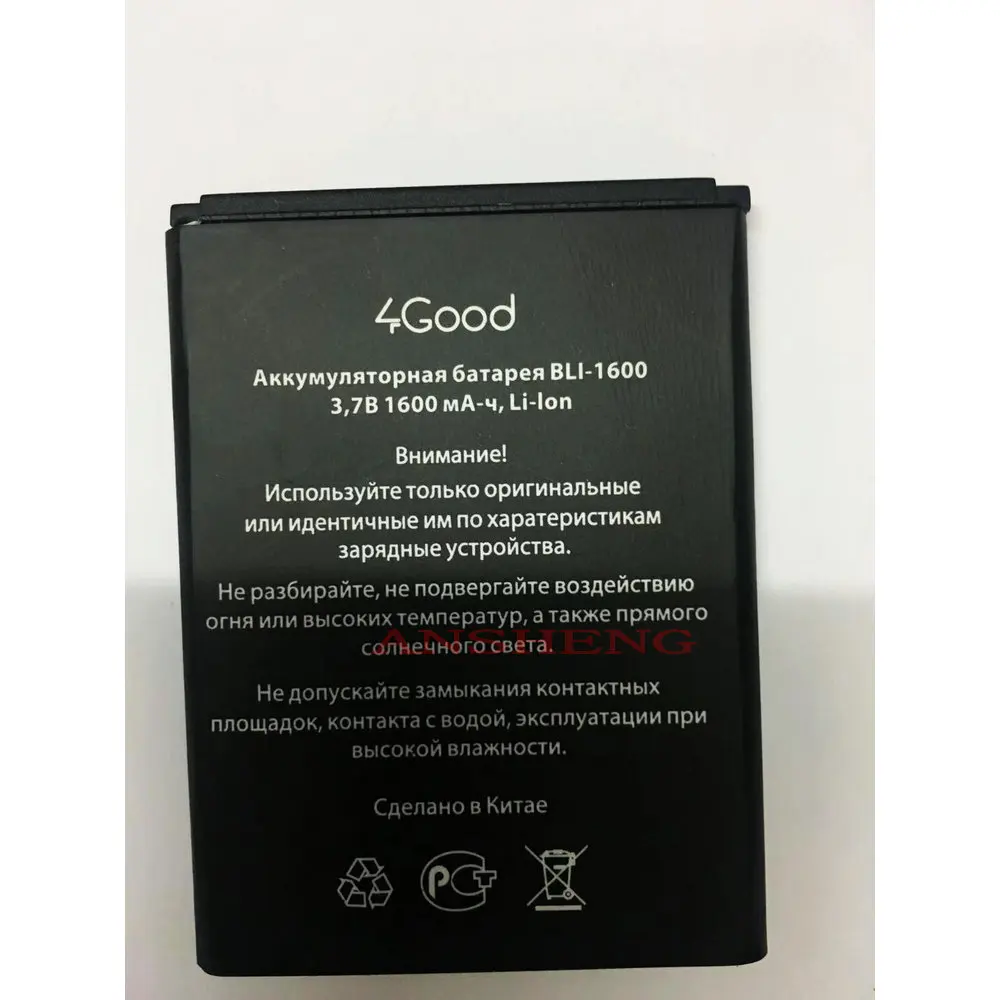 4Good
Аккумуляторная батарея BLI-1600
3,7В 1600 мА-ч, Li-Ion
Внимание!
Используйте только оригинальные
или идентичные им по харатеристикам
зарядные устройства.
Не разбирайте, не подвергайте воздействию
огня или высоких температур, а также прямого
солнечного света.
ANSHENG
Не допускайте замыкания контактных
площадок, контакта с водой, эксплуатации при
высокой влажности.
Сделано в Китае
РСТ